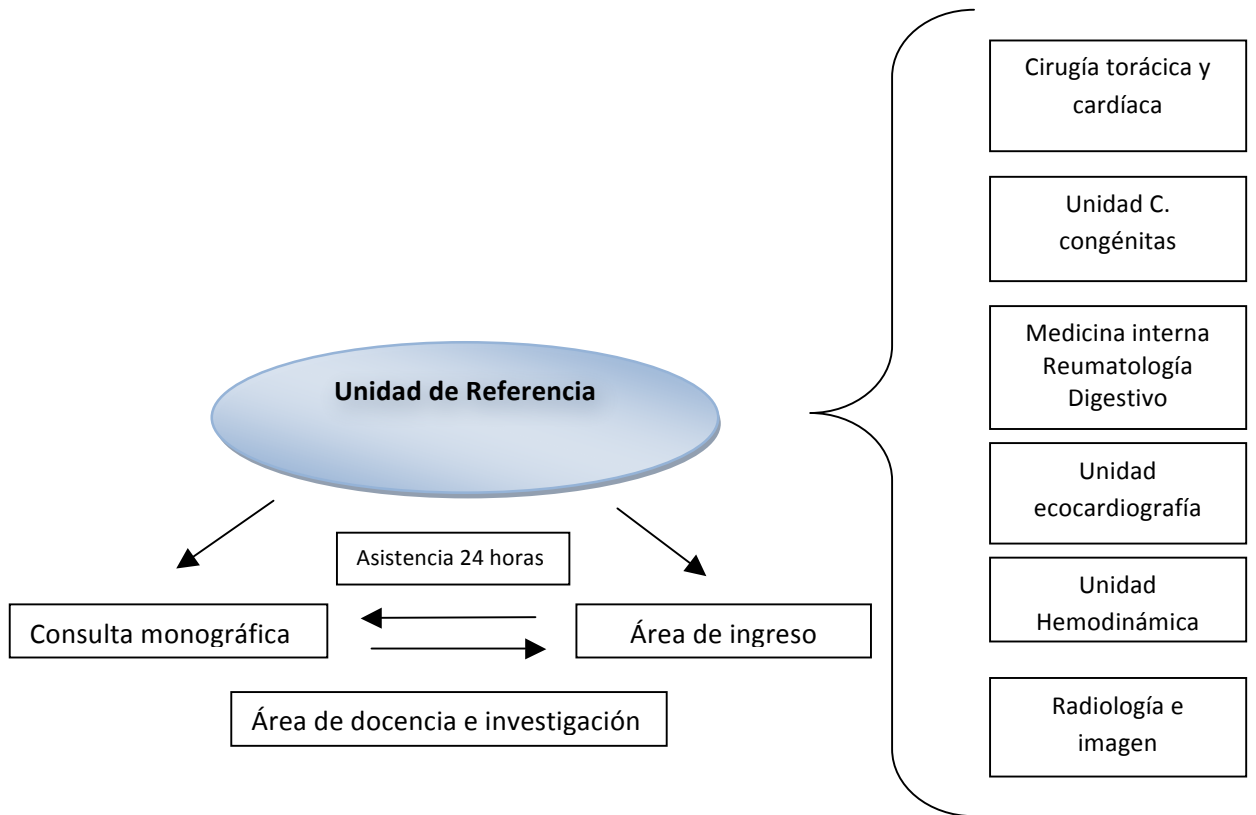 Unidad de Referencia
Asistencia 24 horas
Consulta monográfica
Área de ingreso
Área de docencia e investigación
Cirugía torácica y
cardíaca
Unidad C.
congénitas
Medicina interna
Reumatología
Digestivo
Unidad
ecocardiografía
Unidad
Hemodinámica
Radiología e
imagen